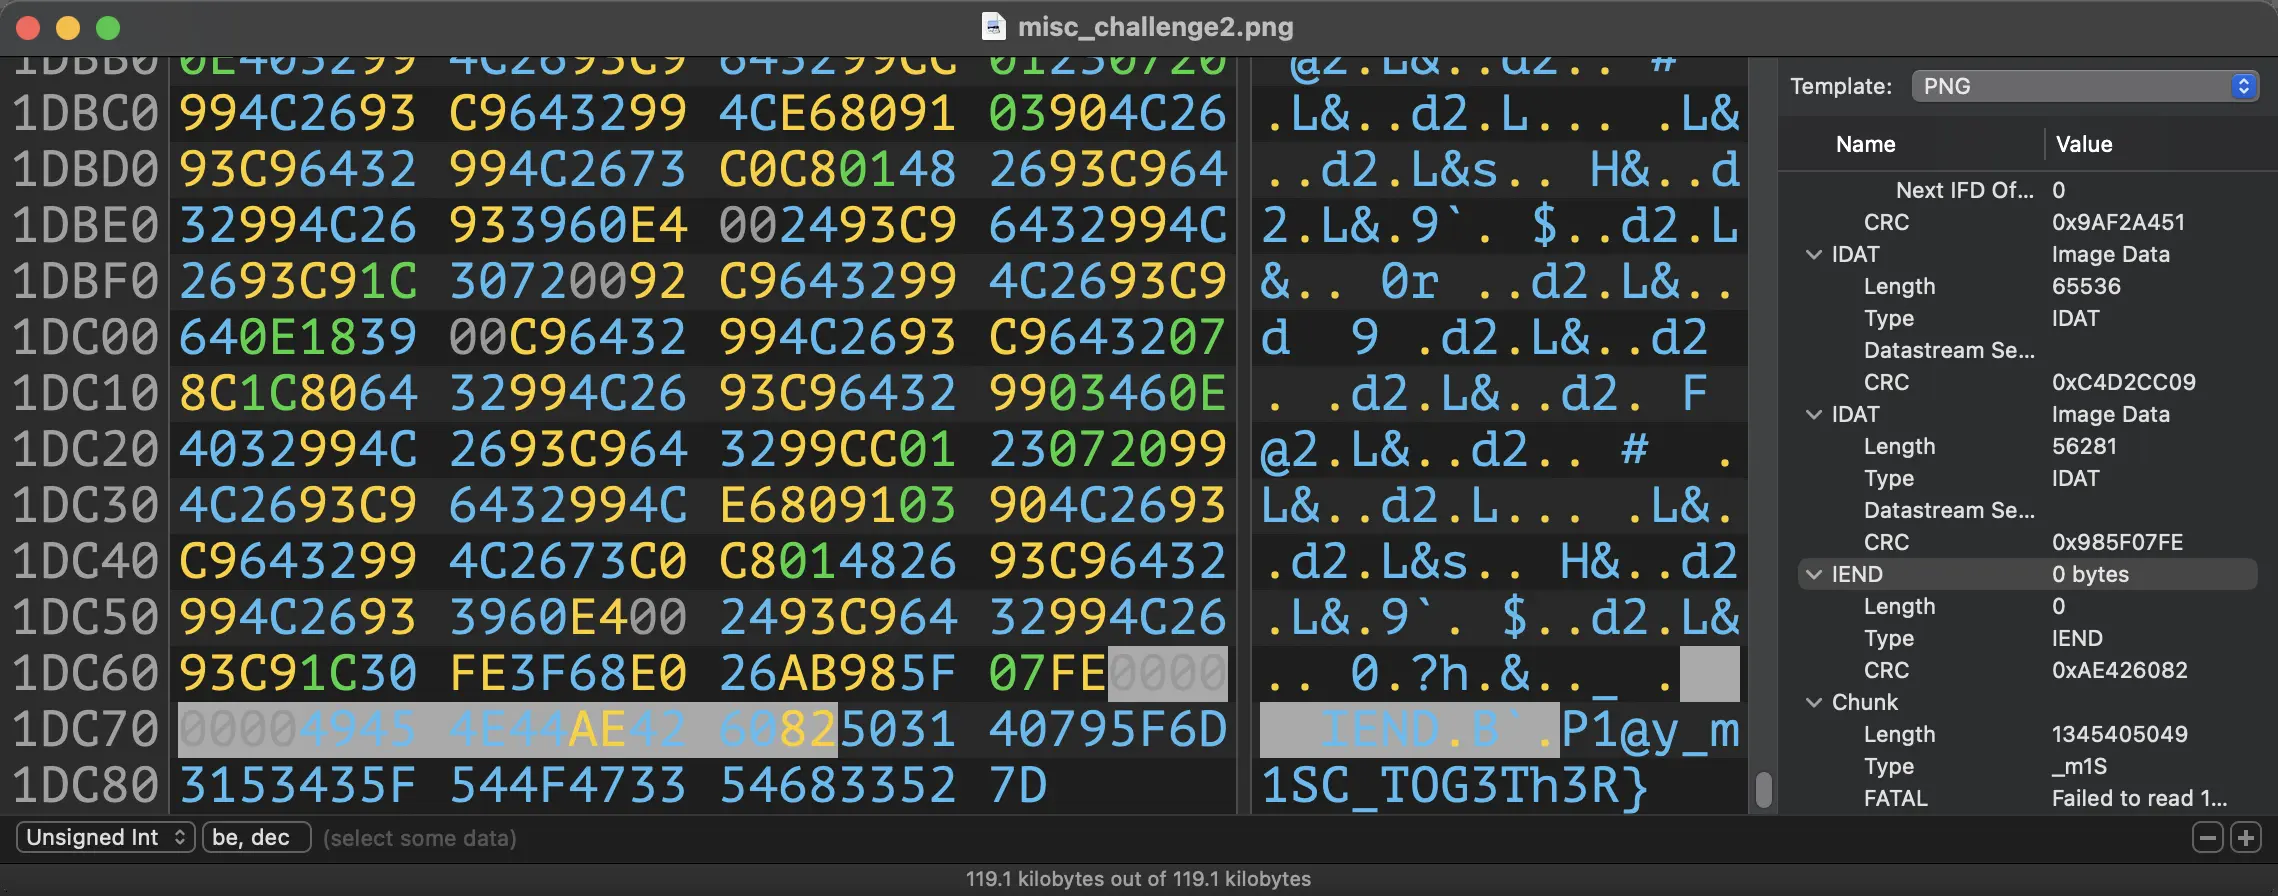 misc_challenge2.png
1DBB0 0E403299 4C2693C9 643299CC 01230720 @2.L&..d2.. #
1DBC0 994C2693 C9643299 4CE68091 03904C26 .L&..d2.L... .L&
1DBD0 93C96432 994C2673 C0C80148 2693C964 ..d2.L&s.. H&..d
1DBE0 32994C26 933960E4 002493C9 6432994C 2.L&.9`. $..d2.L
1DBF0 2693C91C 30720092 C9643299 4C2693C9 &.. 0r ..d2.L&..
1DC00 640E1839 00C96432 994C2693 C9643207 d 9 .d2.L&..d2
1DC10 8C1C8064 32994C26 93C96432 9903460E . .d2.L&..d2. F
1DC20 4032994C 2693C964 3299CC01 23072099 @2.L&..d2.. # .
1DC30 4C2693C9 6432994C E6809103 904C2693 L&..d2.L... .L&.
1DC40 C9643299 4C2673C0 C8014826 93C96432 .d2.L&s.. H&..d2
1DC50 994C2693 3960E400 2493C964 32994C26 .L&.9`. $..d2.L&
1DC60 93C91C30 FE3F68E0 26AB985F 07FE0000 .. 0.?h.&.._ .
1DC70 00004945 4E44AE42 60825031 40795F6D IEND.B`.P1@y_m
1DC80 3153435F 544F4733 54683352 7D 1SC_TOG3Th3R}
Template: PNG
Name Value
Next IFD Of... 0
CRC 0x9AF2A451
IDAT Image Data
Length 65536
Type IDAT
Datastream Se...
CRC 0xC4D2CC09
IDAT Image Data
Length 56281
Type IDAT
Datastream Se...
CRC 0x985F07FE
IEND 0 bytes
Length 0
Type IEND
CRC 0xAE426082
Chunk
Length 1345405049
Type _m1S
FATAL Failed to read 1...
Unsigned Int be, dec (select some data)
119.1 kilobytes out of 119.1 kilobytes